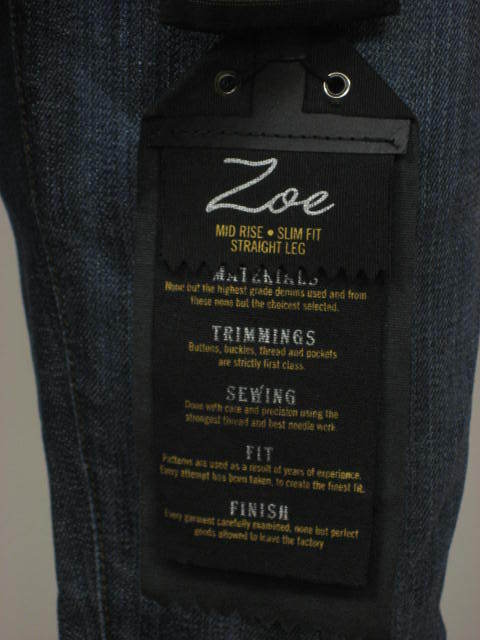 Zoe
MID RISE • SLIM FIT
STRAIGHT LEG
MATERIALS
None but the highest grade denims used and from
these none but the choicest selected.
TRIMMINGS
Buttons, buckles, thread and pockets
are strictly first class.
SEWING
Done with care and precision using the
strongest thread and best needle work
FIT
Patterns are used as a result of years of experience.
Every attempt has been taken, to create the finest fit.
FINISH
Every garment carefully examined, none but perfect
goods allowed to leave the factory